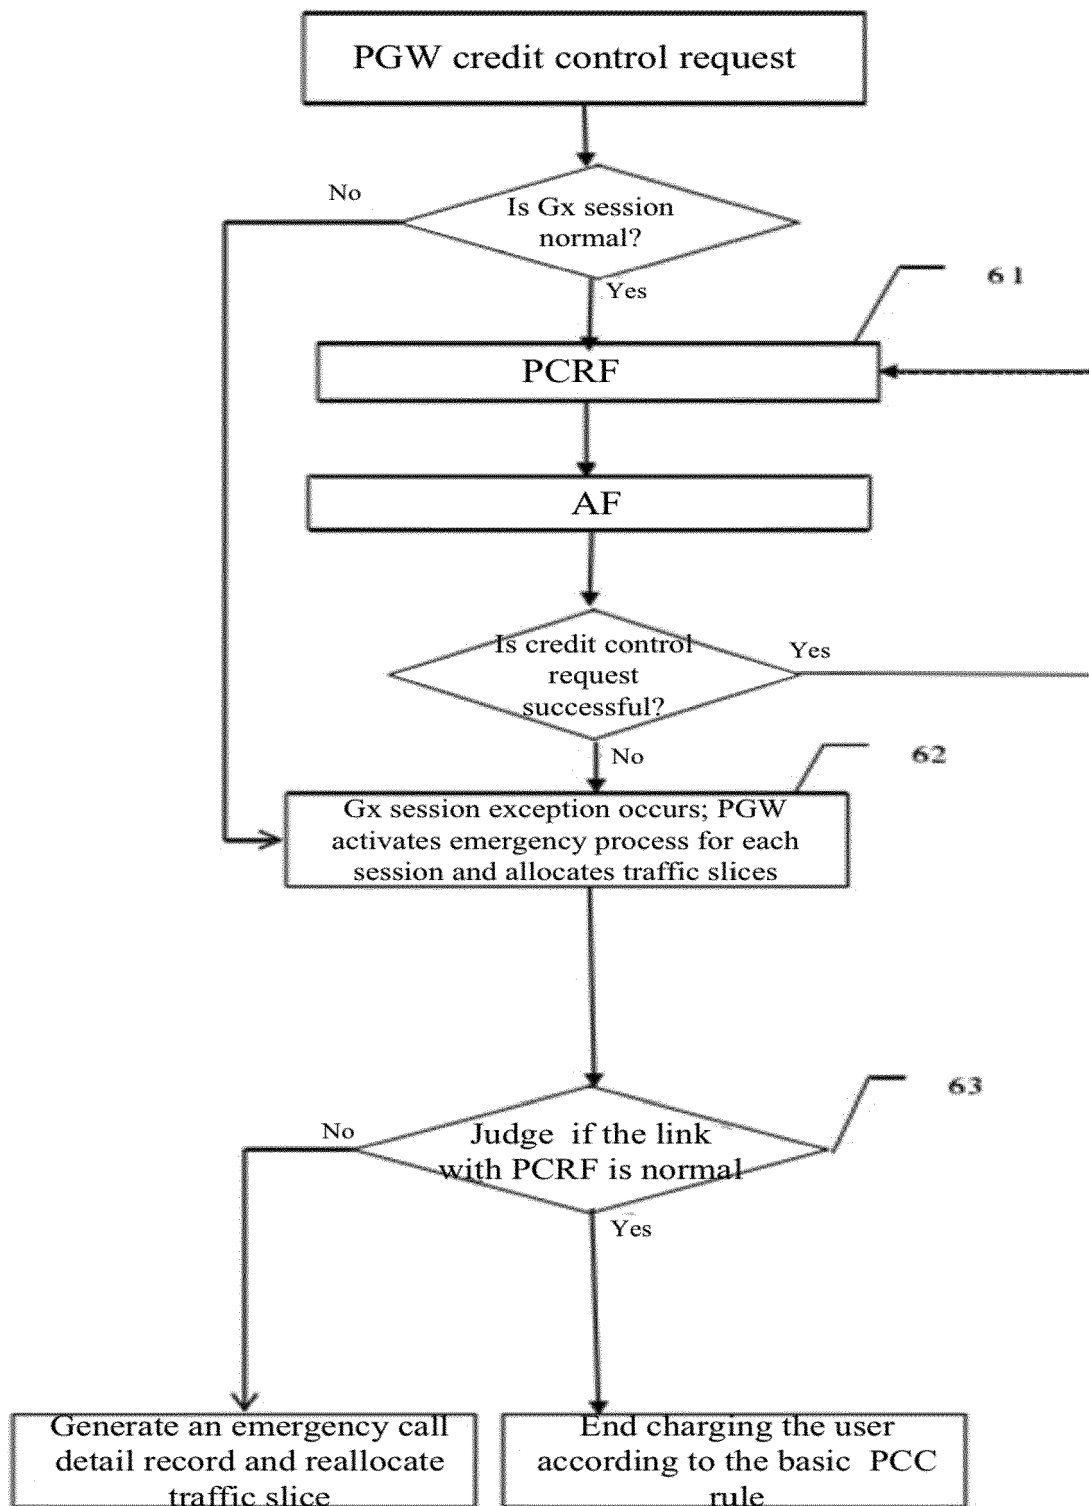 PGW credit control request
No
Is Gx session
normal?
61
Yes
PCRF
AF
Is credit control
request
successful?
Yes
No
62
Gx session exception occurs; PGW
activates emergency process for each
session and allocates traffic slices
63
No
Judge if the link
with PCRF is normal
Yes
Generate an emergency call
detail record and reallocate
traffic slice
End charging the user
according to the basic PCC
rule